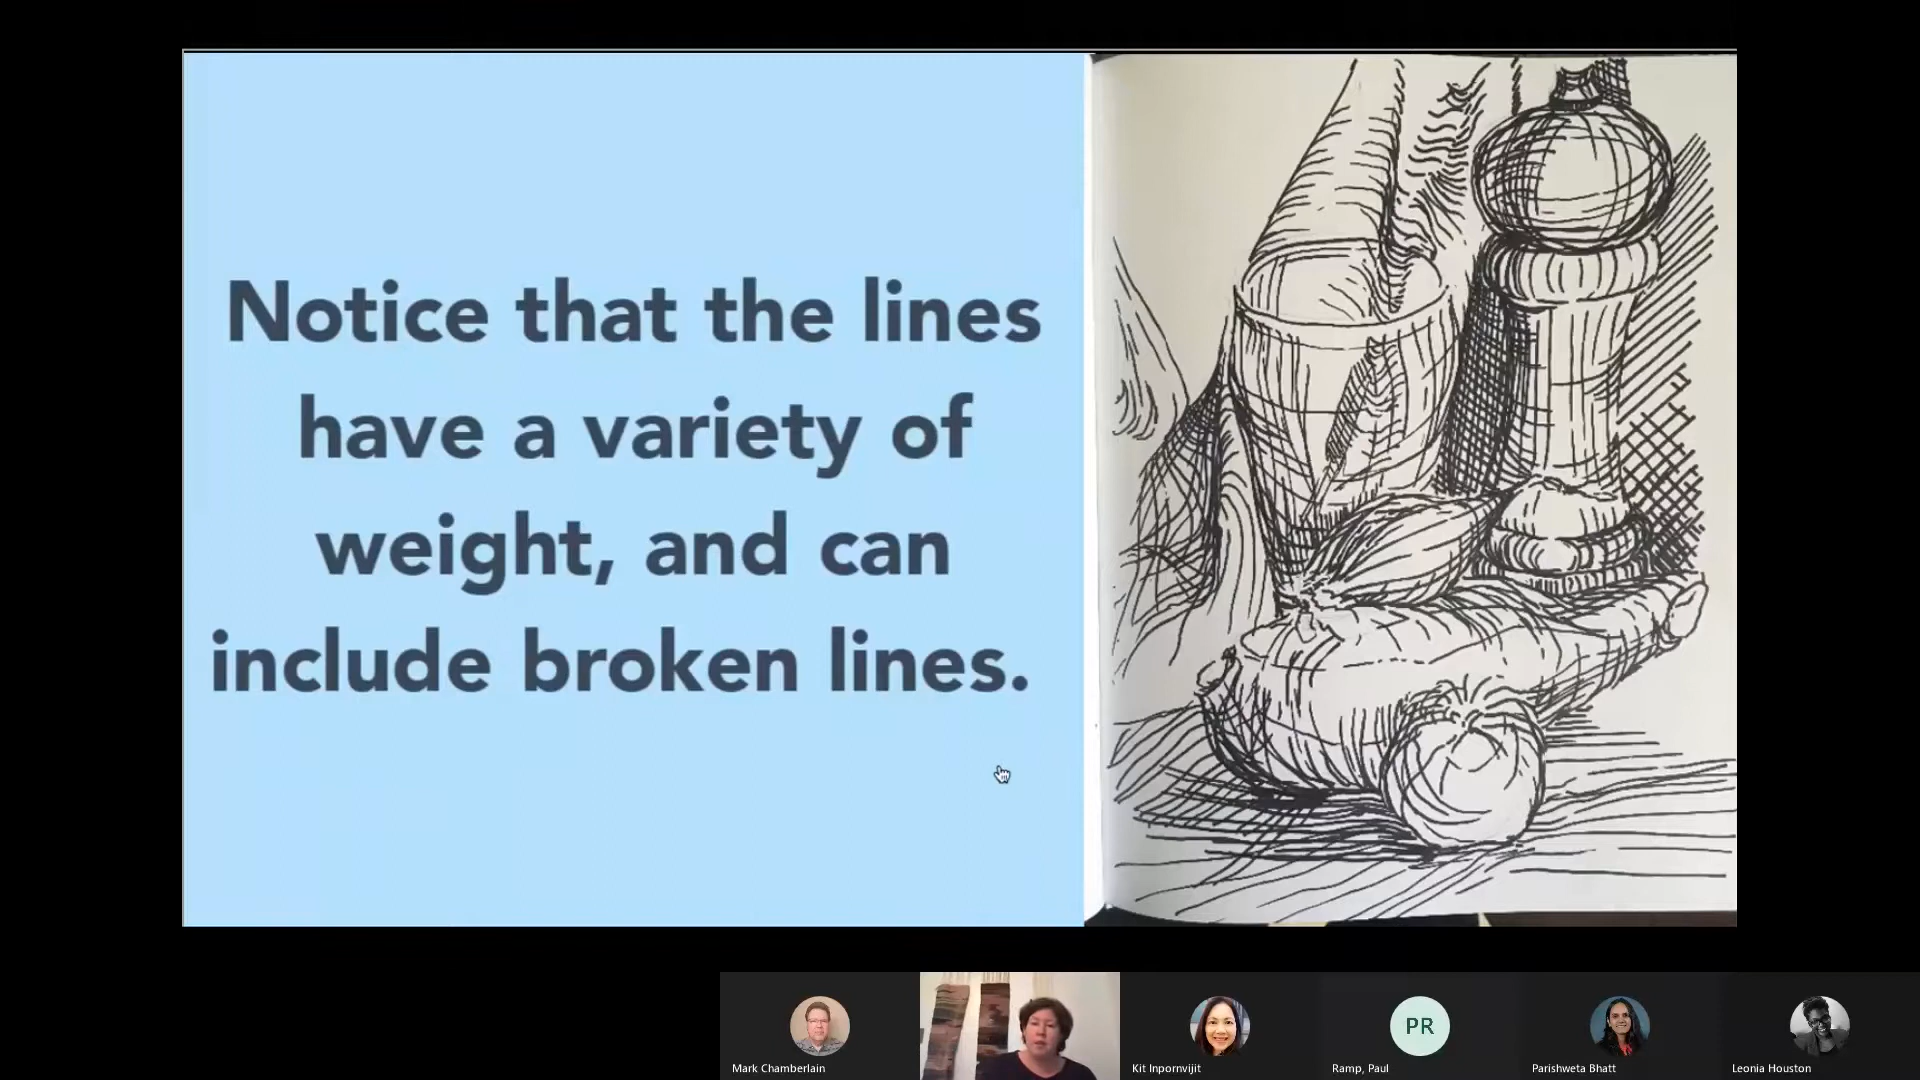 Notice that the lines
have a variety of
weight, and can
include broken lines.
PR
Mark Chamberlain
Kit Inpornvijit
Ramp, Paul
Parishweta Bhatt
Leonia Houston